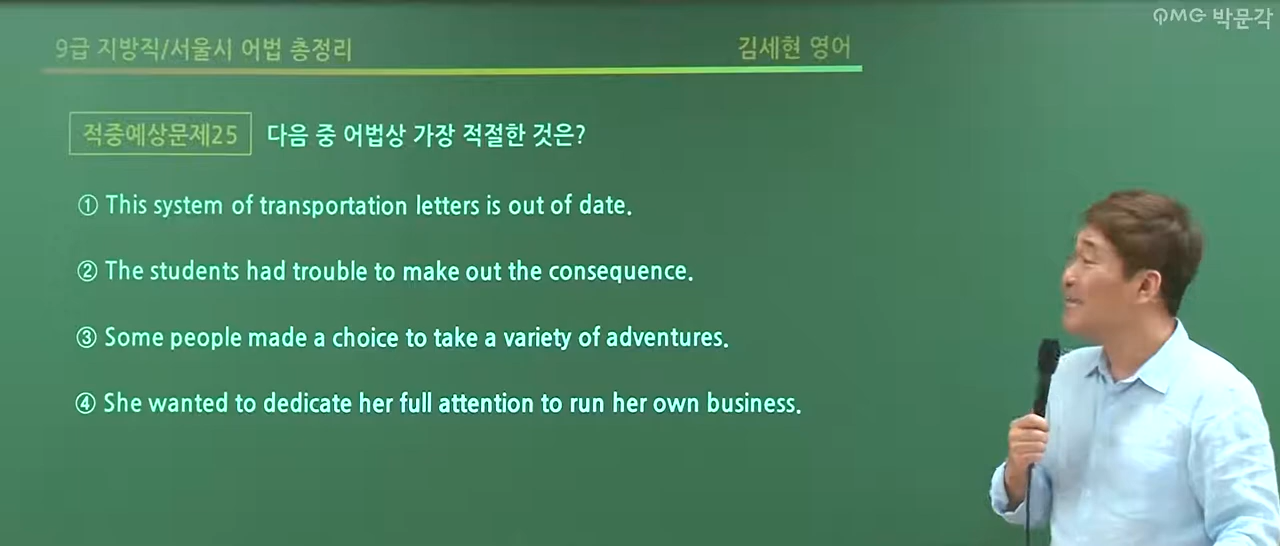 QMG 박문각
9급 지방직/서울시 어법 총정리 김세현 영어
적중예상문제25 다음 중 어법상 가장 적절한 것은?
① This system of transportation letters is out of date.
② The students had trouble to make out the consequence.
③ Some people made a choice to take a variety of adventures.
④ She wanted to dedicate her full attention to run her own business.